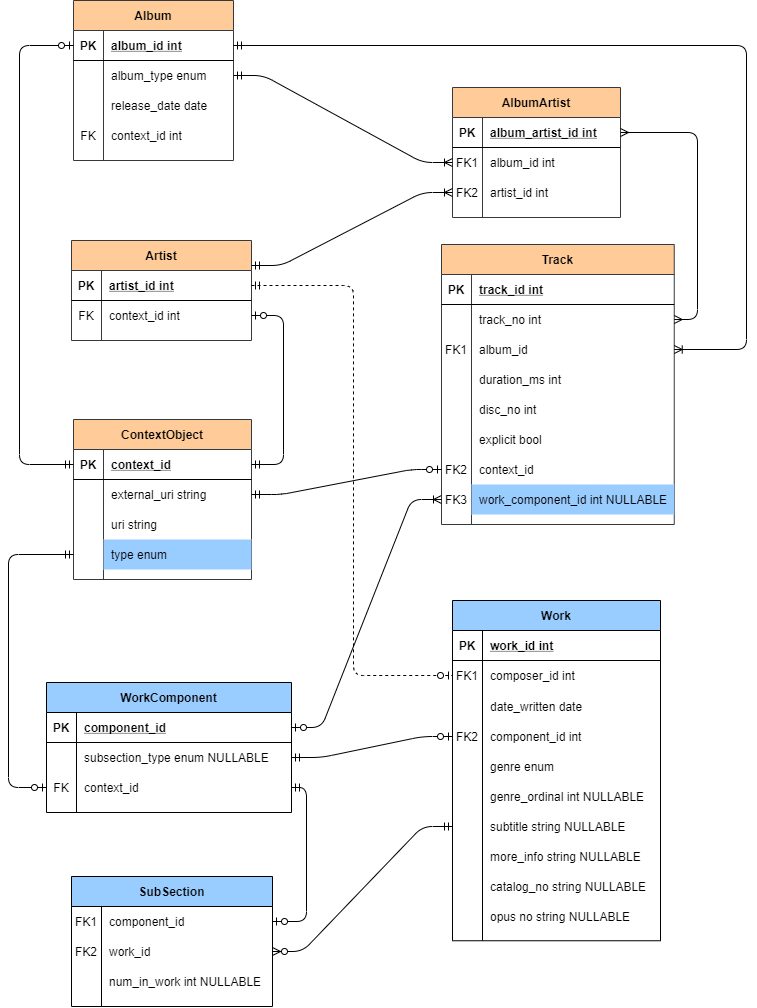 Album
PK album_id int
album_type enum
release_date date
FK context_id int
AlbumArtist
PK album_artist_id int
FK1 album_id int
FK2 artist_id int
Artist
PK artist_id int
FK context_id int
Track
PK track_id int
track_no int
FK1 album_id
duration_ms int
disc_no int
explicit bool
FK2 context_id
FK3 work_component_id int NULLABLE
ContextObject
PK context_id
external_uri string
uri string
type enum
Work
PK work_id int
FK1 composer_id int
date_written date
FK2 component_id int
genre enum
genre_ordinal int NULLABLE
subtitle string NULLABLE
more_info string NULLABLE
catalog_no string NULLABLE
opus no string NULLABLE
WorkComponent
PK component_id
subsection_type enum NULLABLE
FK context_id
SubSection
FK1 component_id
FK2 work_id
num_in_work int NULLABLE